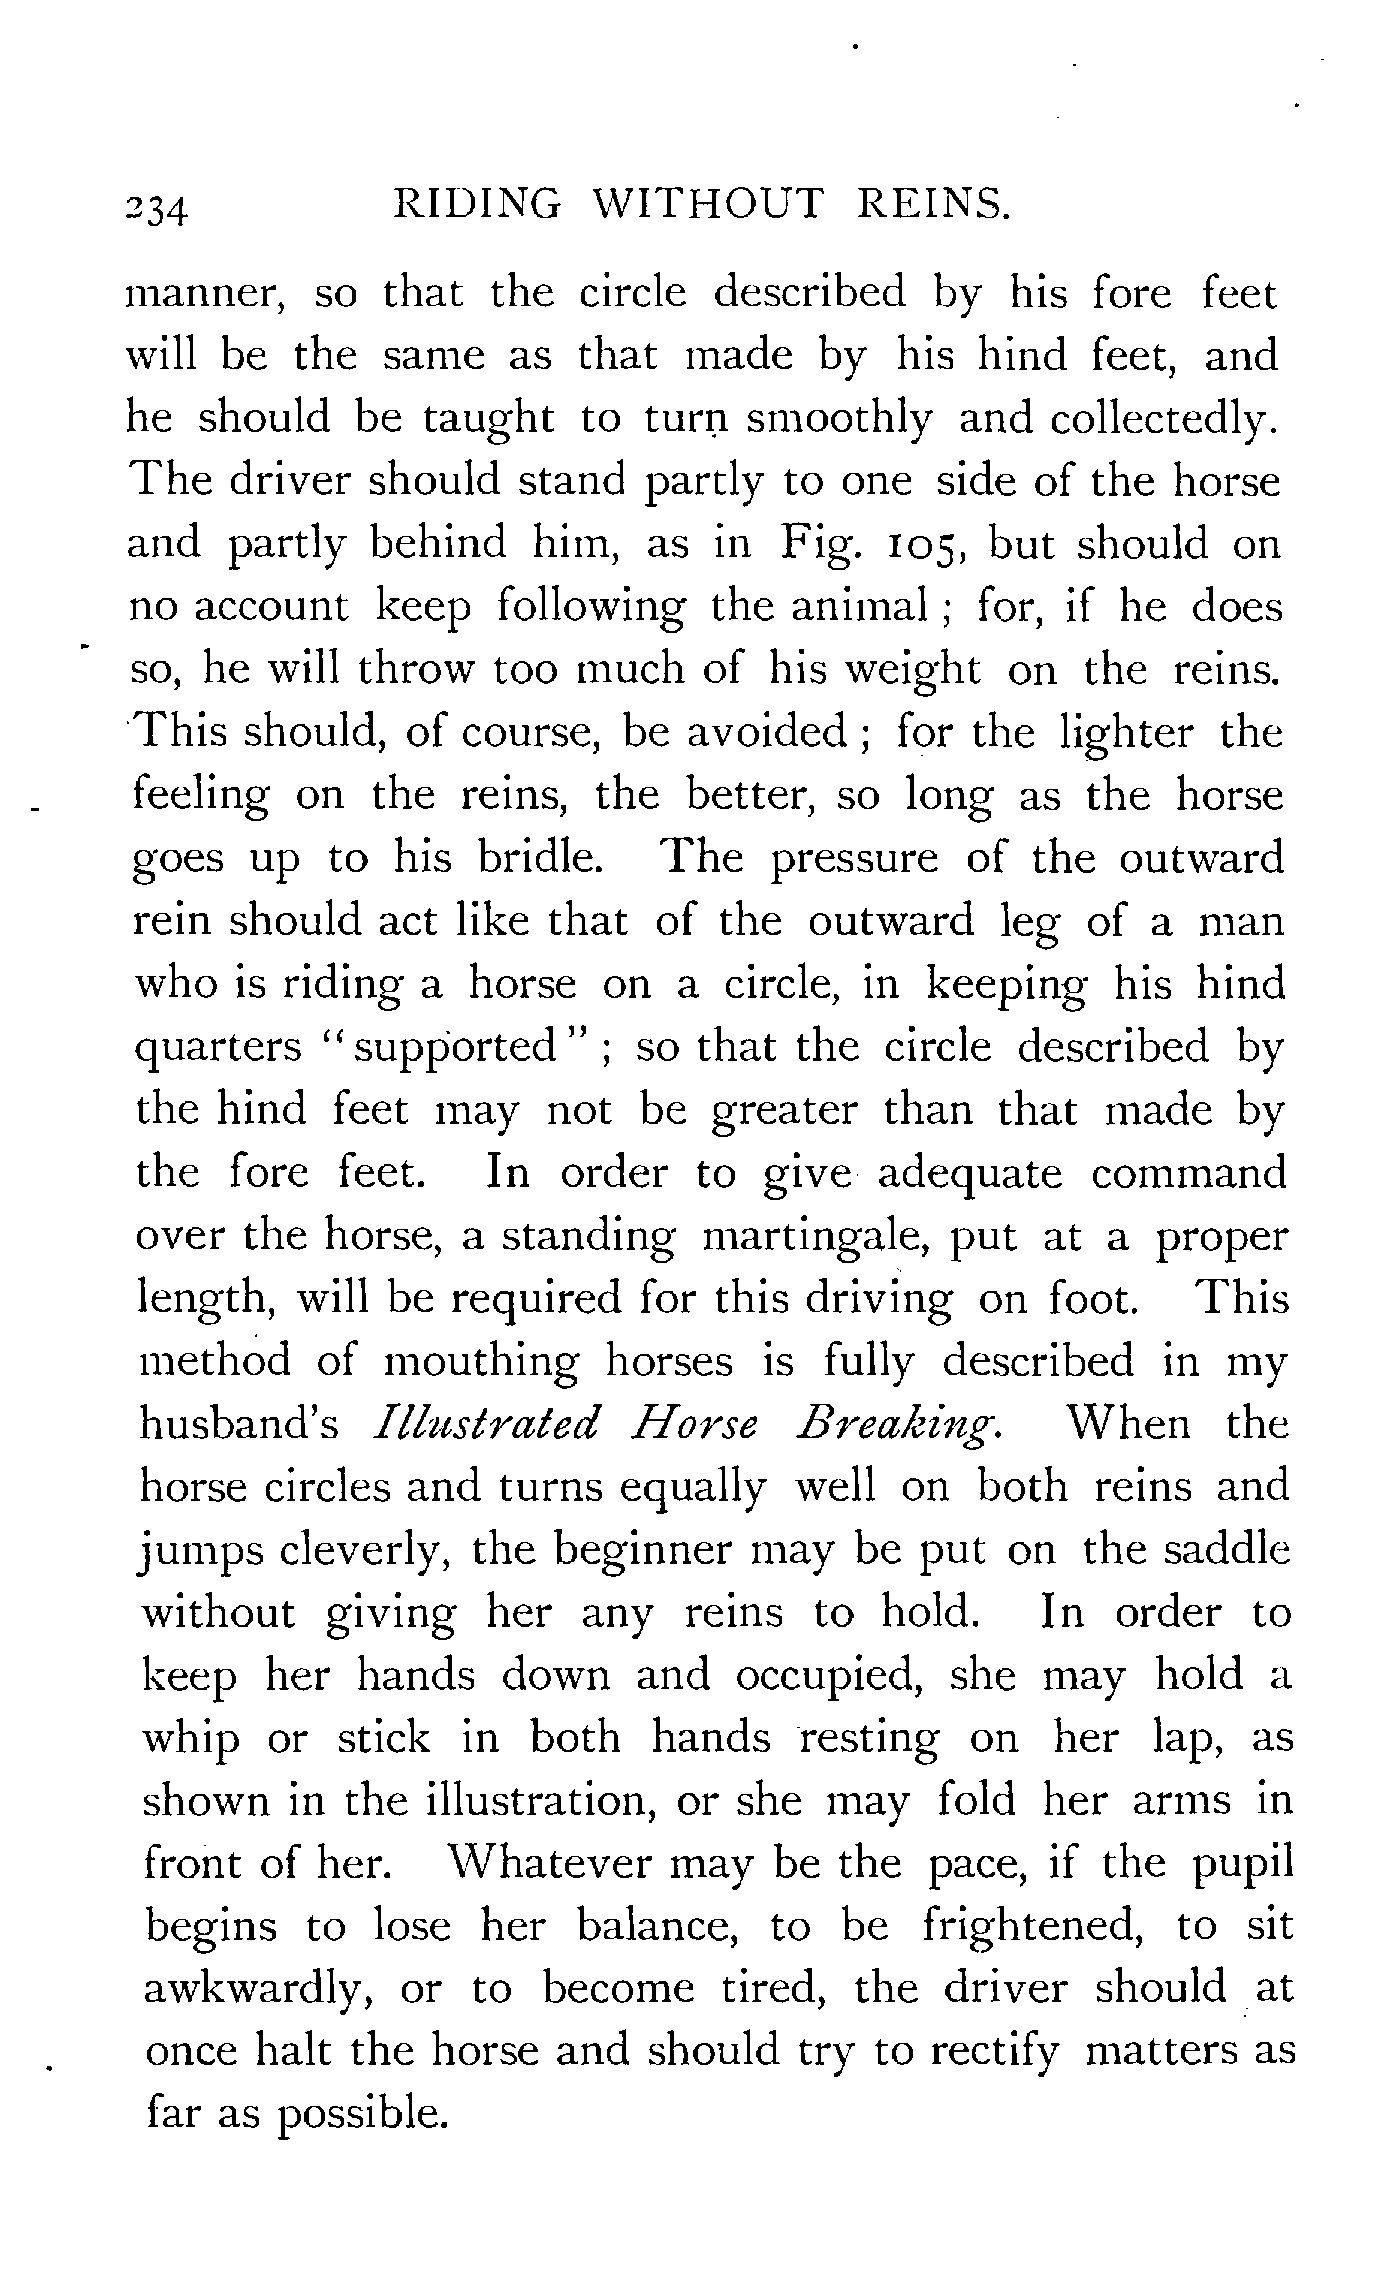 234 RIDING WITHOUT REINS.
manner, so that the circle described by his fore feet
will be the same as that made by his hind feet, and
he should be taught to turn smoothly and collectedly.
The driver should stand partly to one side of the horse
and partly behind him, as in Fig. 105, but should on
no account keep following the animal ; for, if he does
so, he will throw too much of his weight on the reins.
This should, of course, be avoided ; for the lighter the
feeling on the reins, the better, so long as the horse
goes up to his bridle. The pressure of the outward
rein should act like that of the outward leg of a man
who is riding a horse on a circle, in keeping his hind
quarters “ supported ” ; so that the circle described by
the hind feet may not be greater than that made by
the fore feet. In order to give adequate command
over the horse, a standing martingale, put at a proper
length, will be required for this driving on foot. This
method of mouthing horses is fully described in my
husband’s Illustrated Horse Breaking. When the
horse circles and turns equally well on both reins and
jumps cleverly, the beginner may be put on the saddle
without giving her any reins to hold. In order to
keep her hands down and occupied, she may hold a
whip or stick in both hands resting on her lap, as
shown in the illustration, or she may fold her arms in
front of her. Whatever may be the pace, if the pupil
begins to lose her balance, to be frightened, to sit
awkwardly, or to become tired, the driver should at
once halt the horse and should try to rectify matters as
far as possible.